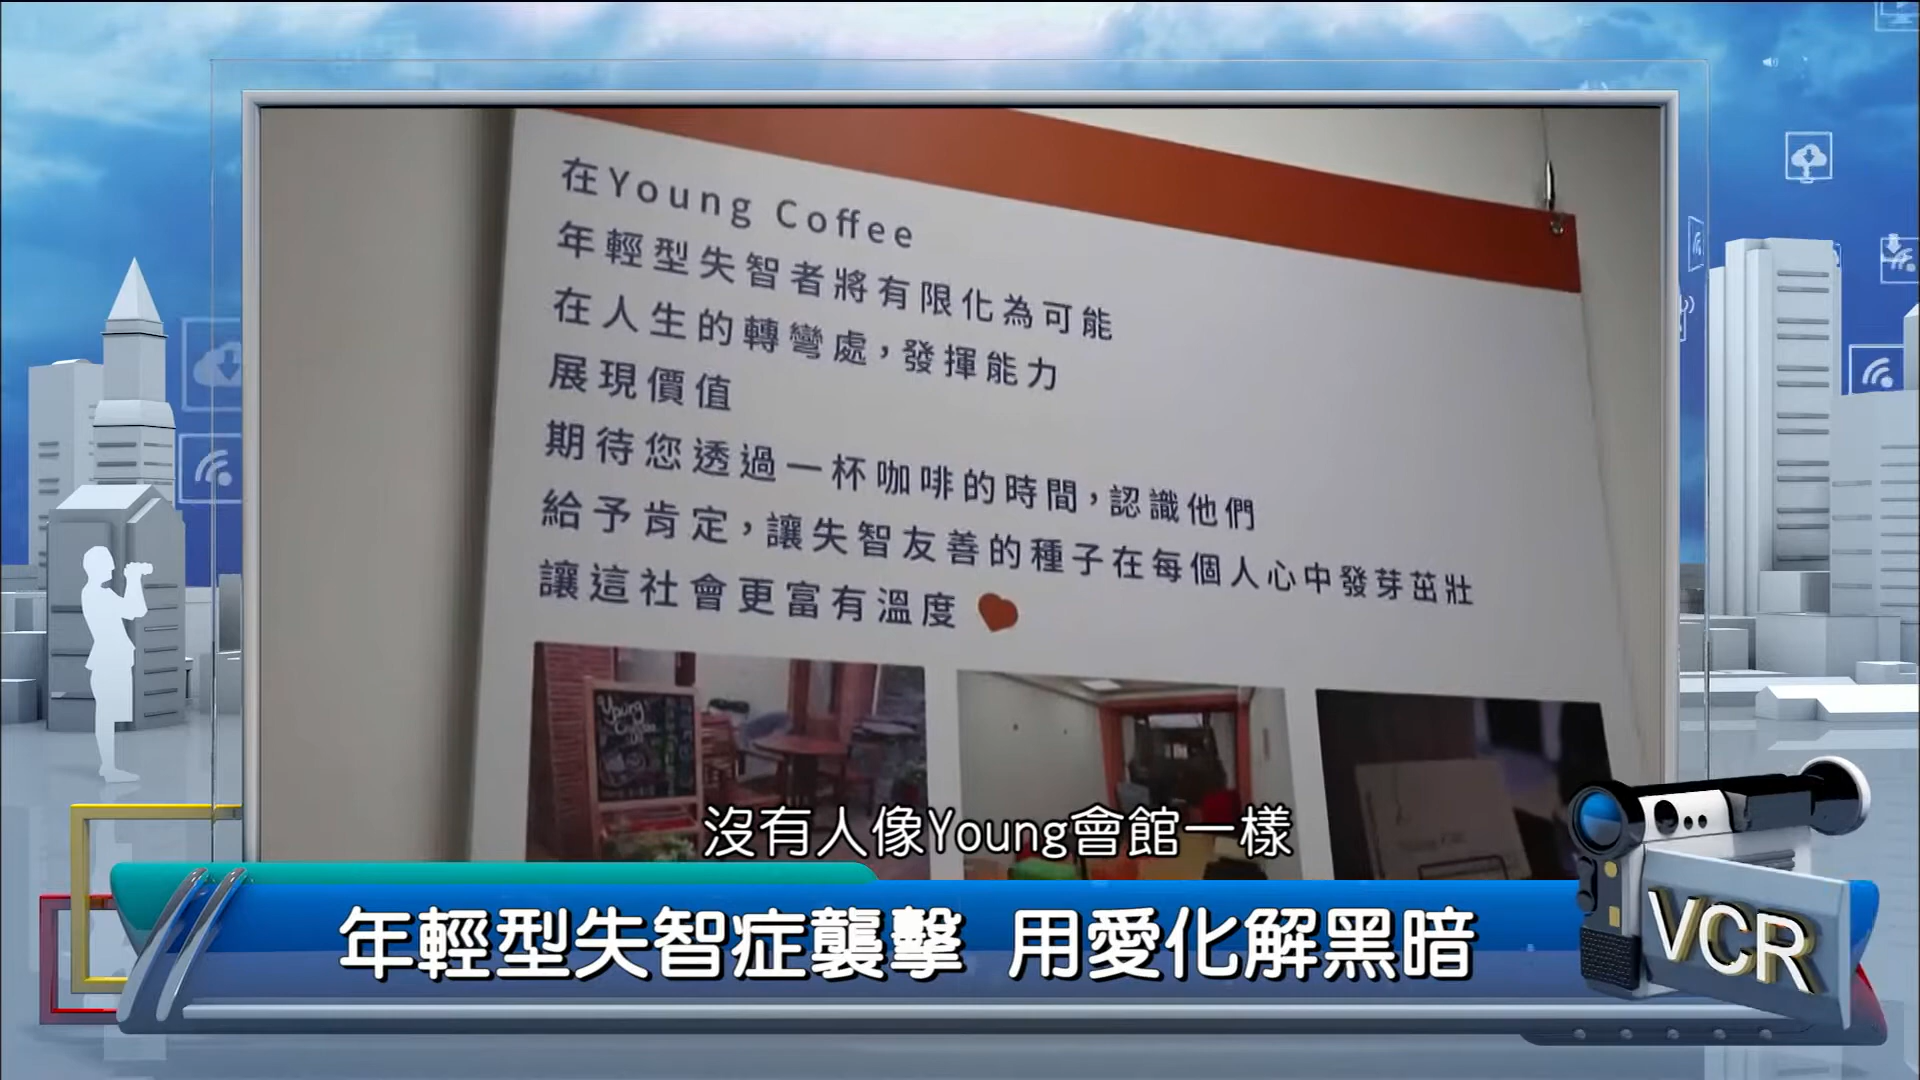 在Young Coffee
年輕型失智者將有限化為可能
在人生的轉彎處，發揮能力
展現價值
期待您透過一杯咖啡的時間，認識他們
給予肯定，讓失智友善的種子在每個人心中發芽茁壯
讓這社會更富有溫度
Young
Coffee
沒有人像Young會館一樣
年輕型失智症襲擊 用愛化解黑暗
VCR